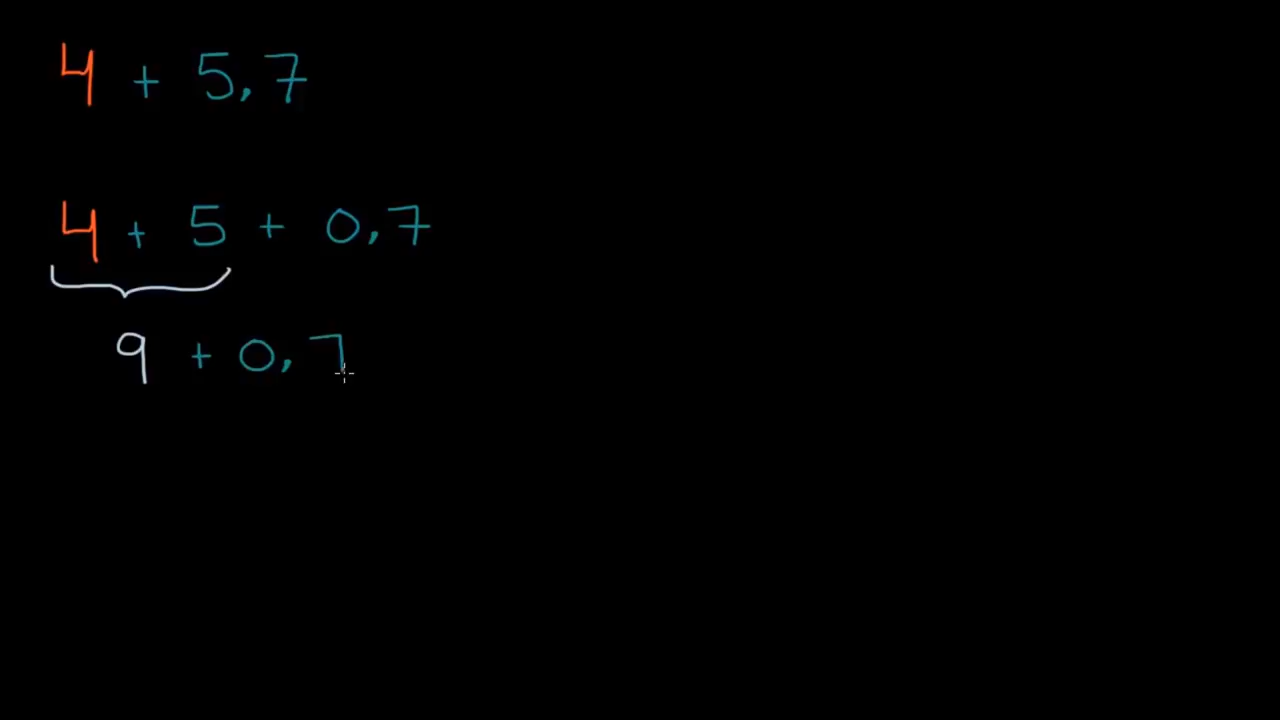 4 + 5,7
4 + 5 + 0,7
9 + 0,7